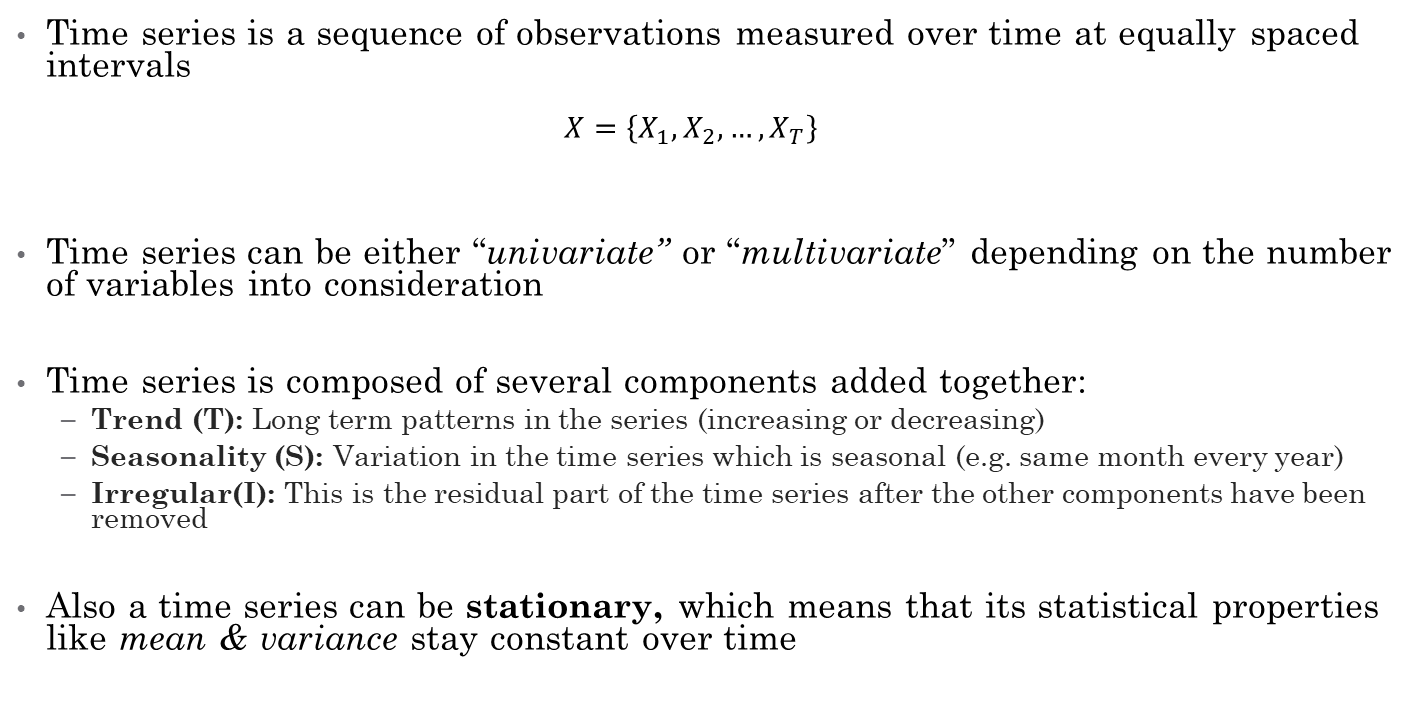 • Time series is a sequence of observations measured over time at equally spaced
intervals
X = {X₁, X₂, … , X_T}
• Time series can be either “univariate” or “multivariate” depending on the number
of variables into consideration
• Time series is composed of several components added together:
– Trend (T): Long term patterns in the series (increasing or decreasing)
– Seasonality (S): Variation in the time series which is seasonal (e.g. same month every year)
– Irregular(I): This is the residual part of the time series after the other components have been
removed
• Also a time series can be stationary, which means that its statistical properties
like mean & variance stay constant over time